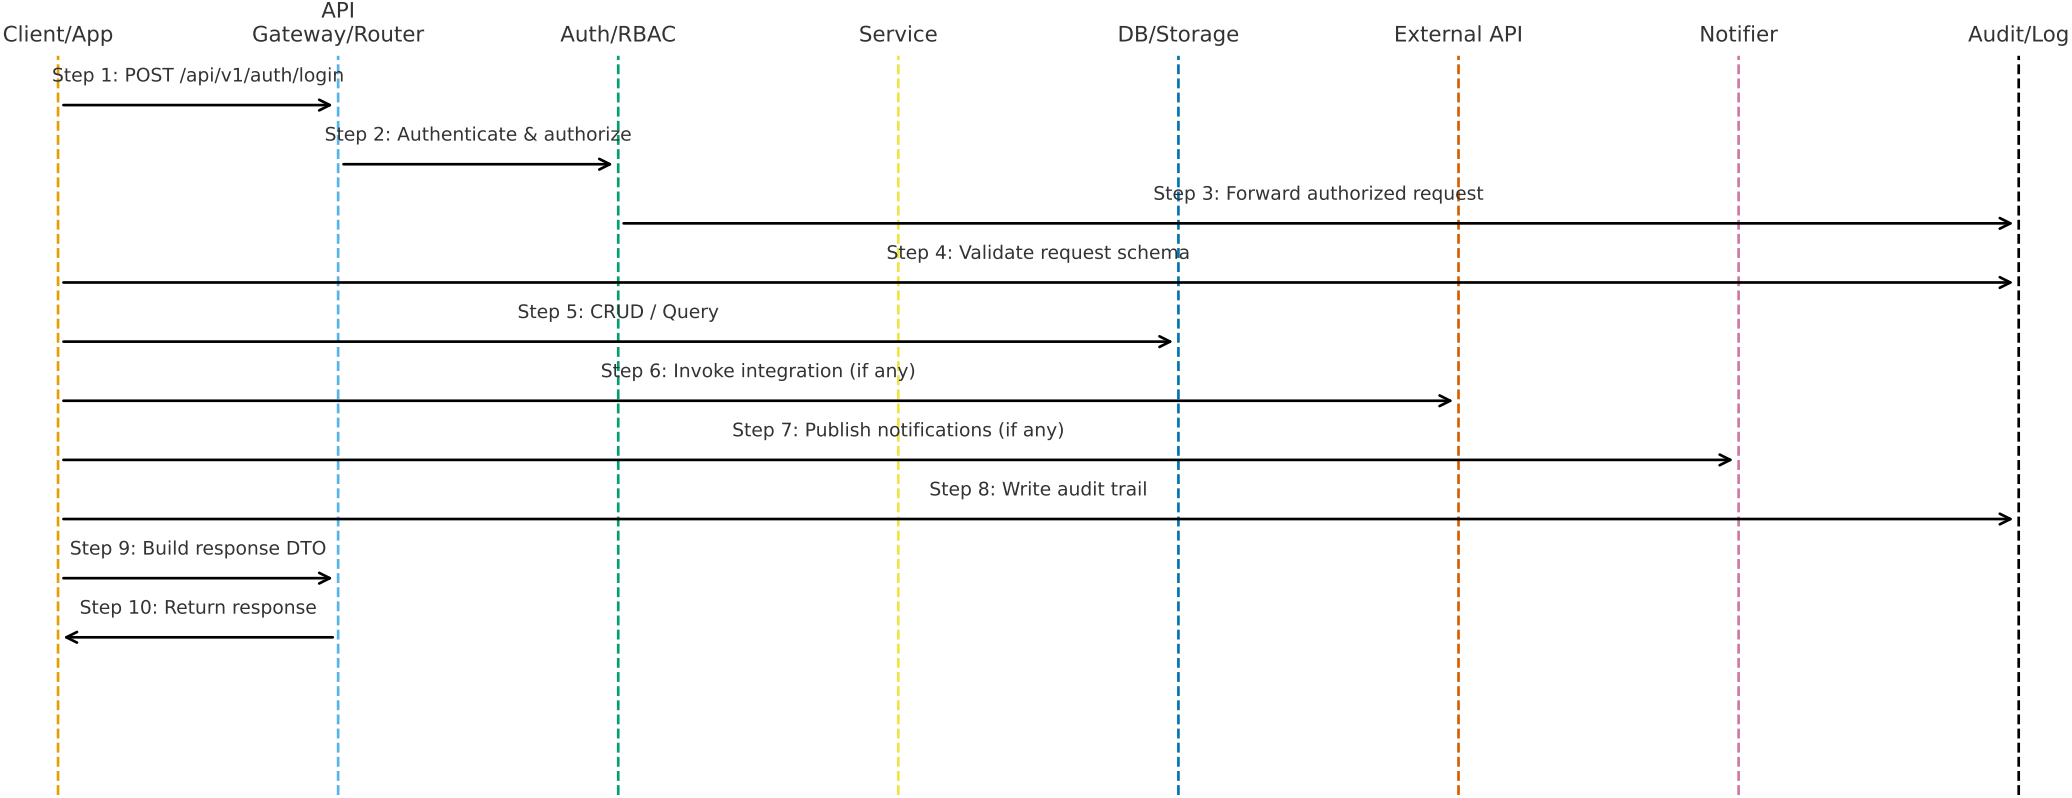 API
Client/App
Gateway/Router
Auth/RBAC
Service
DB/Storage
External API
Notifier
Audit/Log
Step 1: POST /api/v1/auth/login
Step 2: Authenticate & authorize
Step 3: Forward authorized request
Step 4: Validate request schema
Step 5: CRUD / Query
Step 6: Invoke integration (if any)
Step 7: Publish notifications (if any)
Step 8: Write audit trail
Step 9: Build response DTO
Step 10: Return response